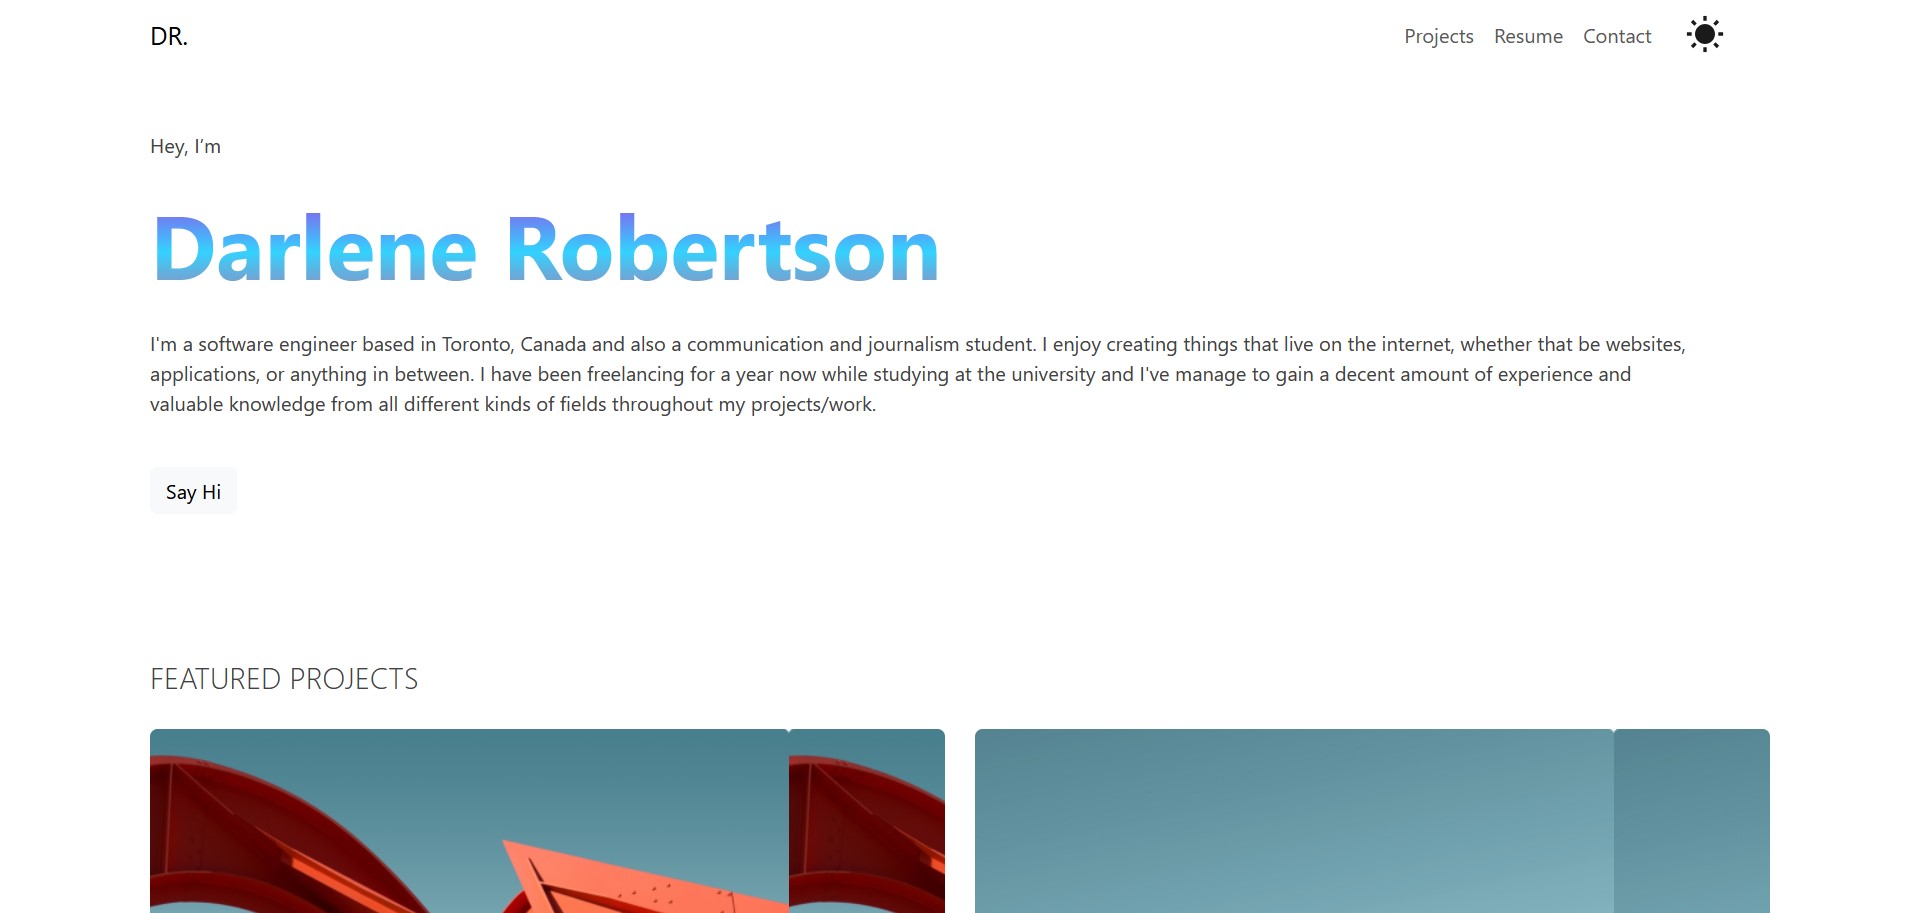 DR.
Projects Resume Contact
Hey, I’m
Darlene Robertson
I'm a software engineer based in Toronto, Canada and also a communication and journalism student. I enjoy creating things that live on the internet, whether that be websites,
applications, or anything in between. I have been freelancing for a year now while studying at the university and I've manage to gain a decent amount of experience and
valuable knowledge from all different kinds of fields throughout my projects/work.
Say Hi
FEATURED PROJECTS